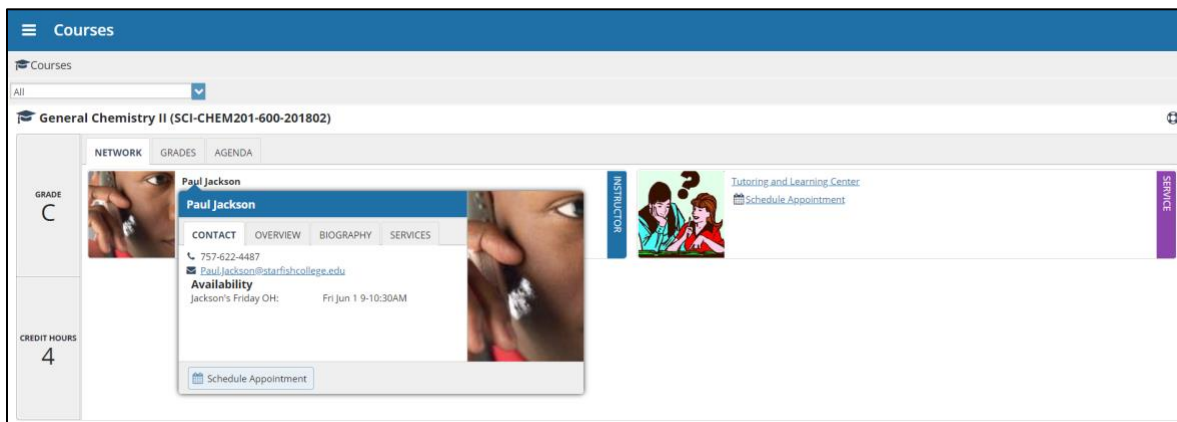 Courses
Courses
All
General Chemistry II (SCI-CHEM201-600-201802)
NETWORK GRADES AGENDA
GRADE
C
Paul Jackson
Paul Jackson
CONTACT OVERVIEW BIOGRAPHY SERVICES
757-622-4487
Paul.Jackson@starfishcollege.edu
Availability
Jackson's Friday OH: Fri Jun 1 9-10:30AM
Schedule Appointment
INSTRUCTOR
?
Tutoring and Learning Center
Schedule Appointment
SERVICE
CREDIT HOURS
4